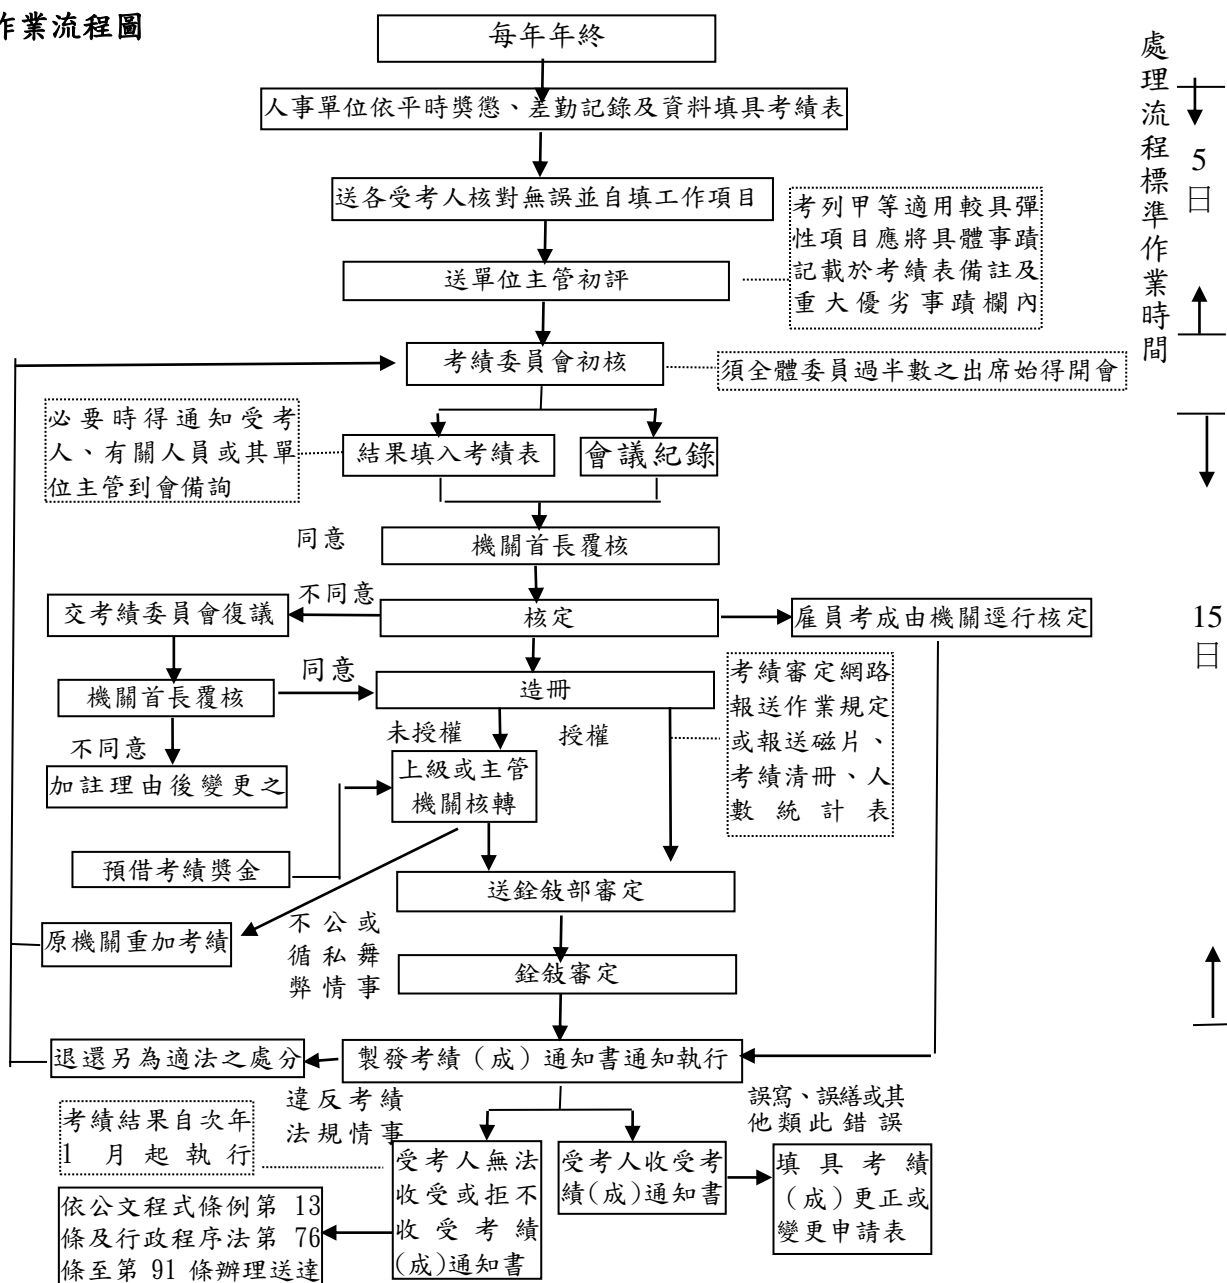 作業流程圖
每年年終
處理流程標準作業時間
人事單位依平時獎懲、差勤記錄及資料填具考績表
5
日
送各受考人核對無誤並自填工作項目
考列甲等適用較具彈
性項目應將具體事蹟
記載於考績表備註及
重大優劣事蹟欄內
送單位主管初評
考績委員會初核
須全體委員過半數之出席始得開會
必要時得通知受考
人、有關人員或其單
位主管到會備詢
結果填入考績表
會議紀錄
同意
機關首長覆核
不同意
交考績委員會復議
核定
雇員考成由機關逕行核定
15
日
機關首長覆核
同意
造冊
考績審定網路
報送作業規定
或報送磁片、
考績清冊、人
數統計表
不同意
未授權
授權
加註理由後變更之
上級或主管
機關核轉
預借考績獎金
送銓敍部審定
原機關重加考績
不公或
循私舞
弊情事
銓敍審定
退還另為適法之處分
製發考績（成）通知書通知執行
違反考績
法規情事
誤寫、誤繕或其
他類此錯誤
考績結果自次年
1 月起執行
受考人無法
收受或拒不
收受考績
(成)通知書
受考人收受考
績(成)通知書
填具考績
（成）更正或
變更申請表
依公文程式條例第 13
條及行政程序法第 76
條至第 91 條辦理送達